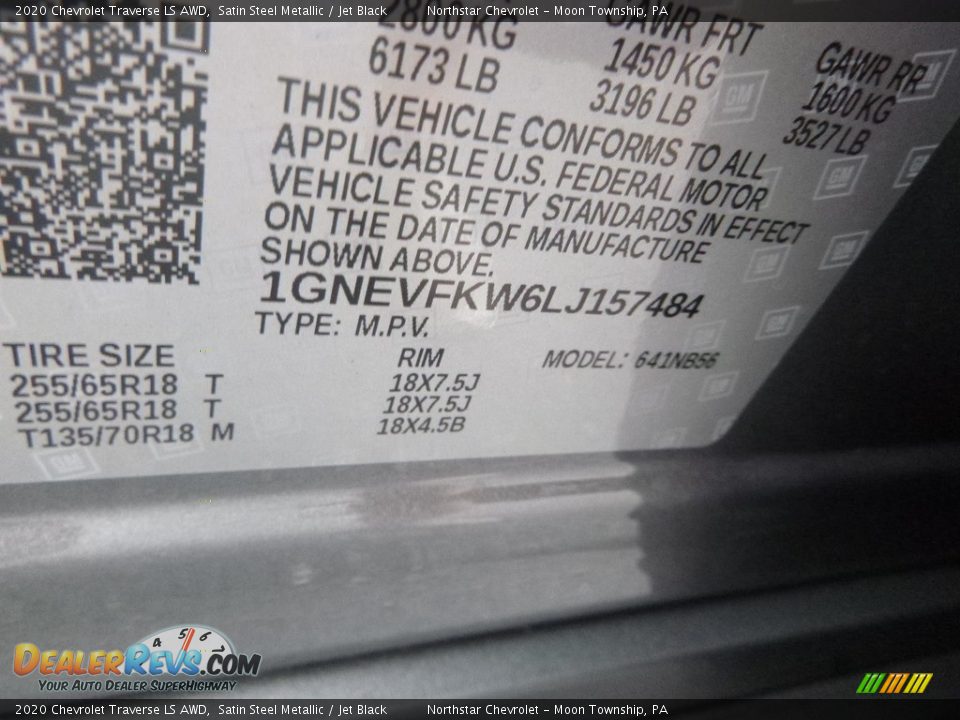 2020 Chevrolet Traverse LS AWD, Satin Steel Metallic / Jet Black Northstar Chevrolet - Moon Township, PA
2800 KG GAWR FRT GAWR RR
6173 LB 1450 KG 1600 KG
3196 LB 3527 LB
THIS VEHICLE CONFORMS TO ALL
APPLICABLE U.S. FEDERAL MOTOR
VEHICLE SAFETY STANDARDS IN EFFECT
ON THE DATE OF MANUFACTURE
SHOWN ABOVE.
1GNEVFKW6LJ157484
TYPE: M.P.V.
TIRE SIZE RIM MODEL: 641NB56
255/65R18 T 18X7.5J
255/65R18 T 18X7.5J
T135/70R18 M 18X4.5B
GM
4 5 6
DEALERREVS.COM
YOUR AUTO DEALER SUPERHIGHWAY
2020 Chevrolet Traverse LS AWD, Satin Steel Metallic / Jet Black Northstar Chevrolet - Moon Township, PA